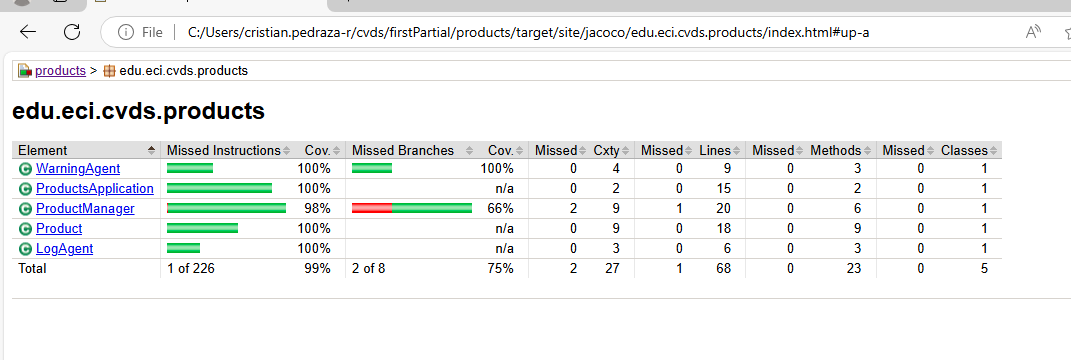 File C:/Users/cristian.pedraza-r/cvds/firstPartial/products/target/site/jacoco/edu.eci.cvds.products/index.html#up-a
products > edu.eci.cvds.products
edu.eci.cvds.products
Element Missed Instructions Cov. Missed Branches Cov. Missed Cxty Missed Lines Missed Methods Missed Classes
WarningAgent 100% 100% 0 4 0 9 0 3 0 1
ProductsApplication 100% n/a 0 2 0 15 0 2 0 1
ProductManager 98% 66% 2 9 1 20 0 6 0 1
Product 100% n/a 0 9 0 18 0 9 0 1
LogAgent 100% n/a 0 3 0 6 0 3 0 1
Total 1 of 226 99% 2 of 8 75% 2 27 1 68 0 23 0 5